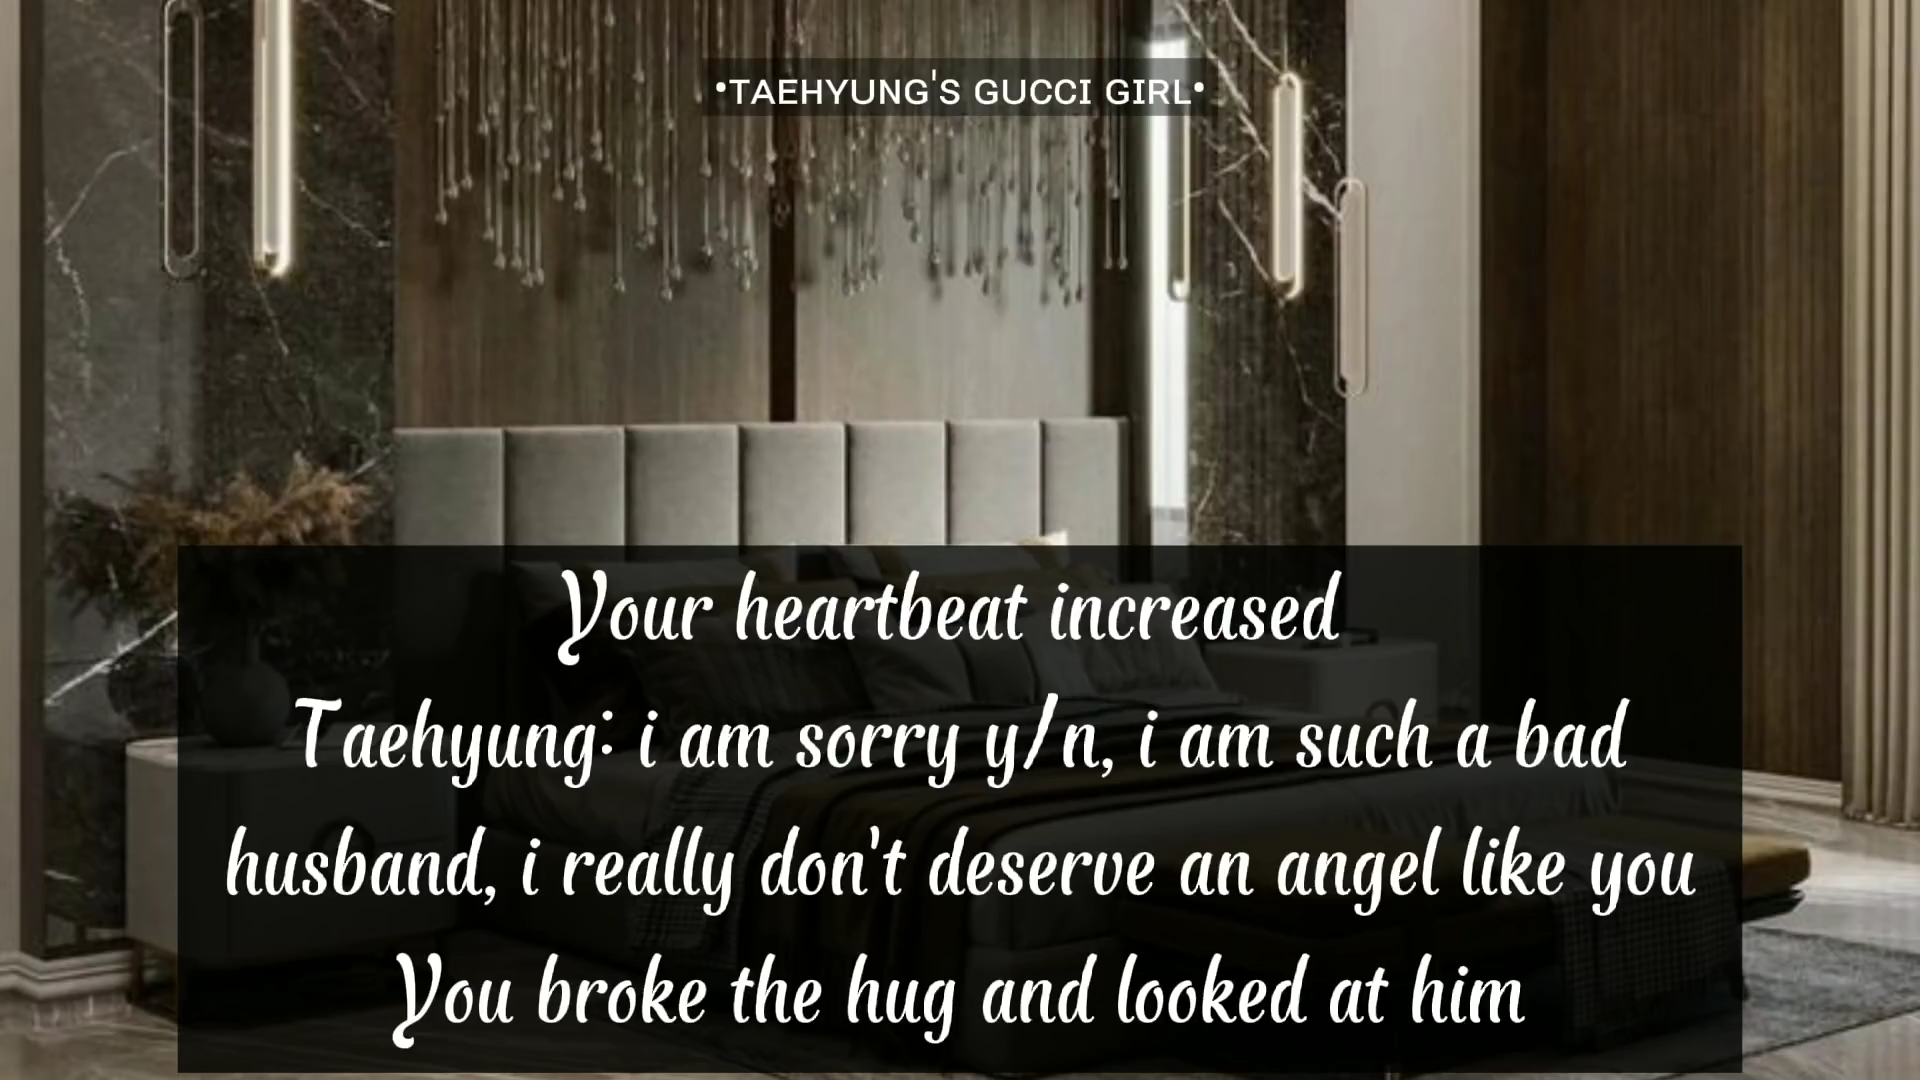 •TAEHYUNG'S GUCCI GIRL•
Your heartbeat increased
Taehyung: i am sorry y/n, i am such a bad
husband, i really don't deserve an angel like you
You broke the hug and looked at him